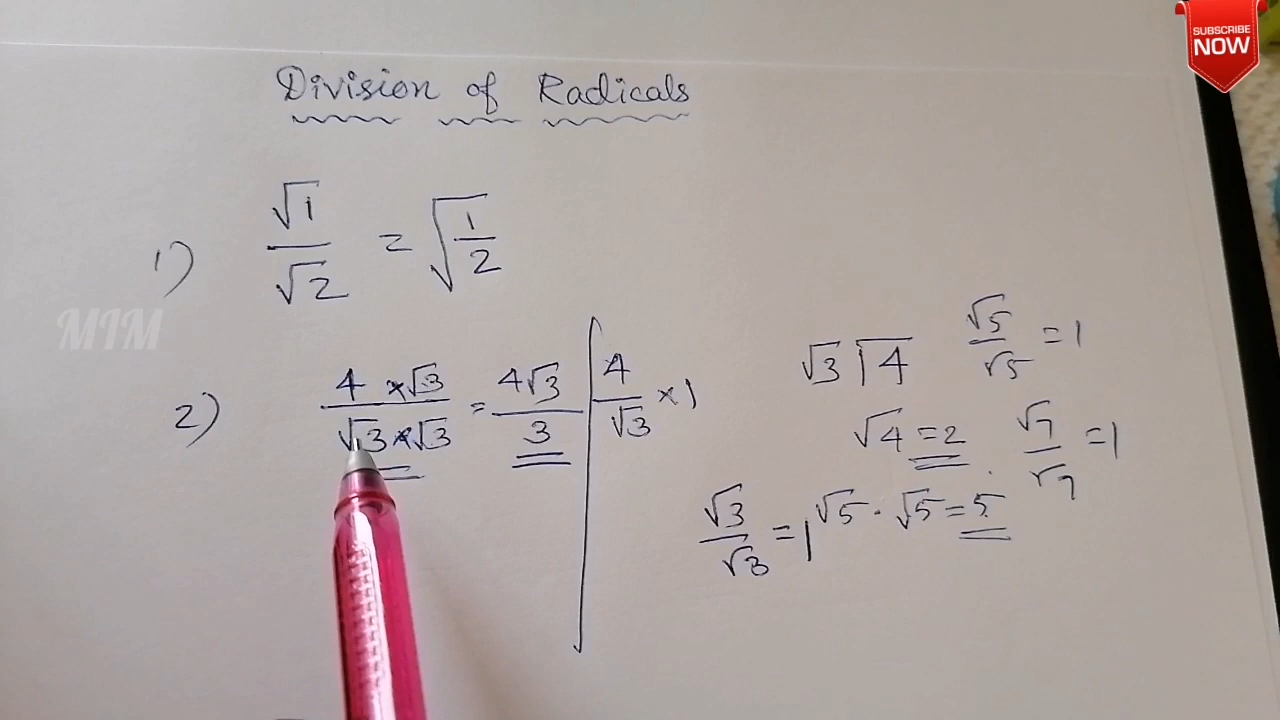 SUBSCRIBE
NOW
Division of Radicals
1) √1/√2 = √(1/2)
MIM
2) 4 × √3/√3 × √3 = 4√3/3
4/√3 × 1
√3 4
√5/√5 = 1
√4 = 2
√7/√7 = 1
√3/√3 = 1
√5 · √5 = 5